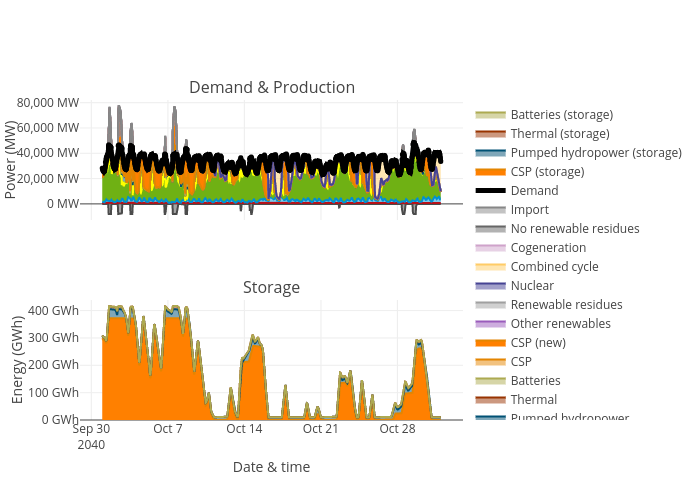 Demand & Production
80,000 MW
60,000 MW
40,000 MW
20,000 MW
0 MW
Power (MW)
Storage
400 GWh
300 GWh
200 GWh
100 GWh
0 GWh
Energy (GWh)
Sep 30
2040
Oct 7
Oct 14
Oct 21
Oct 28
Date & time
Batteries (storage)
Thermal (storage)
Pumped hydropower (storage)
CSP (storage)
Demand
Import
No renewable residues
Cogeneration
Combined cycle
Nuclear
Renewable residues
Other renewables
CSP (new)
CSP
Batteries
Thermal
Pumped hydropower